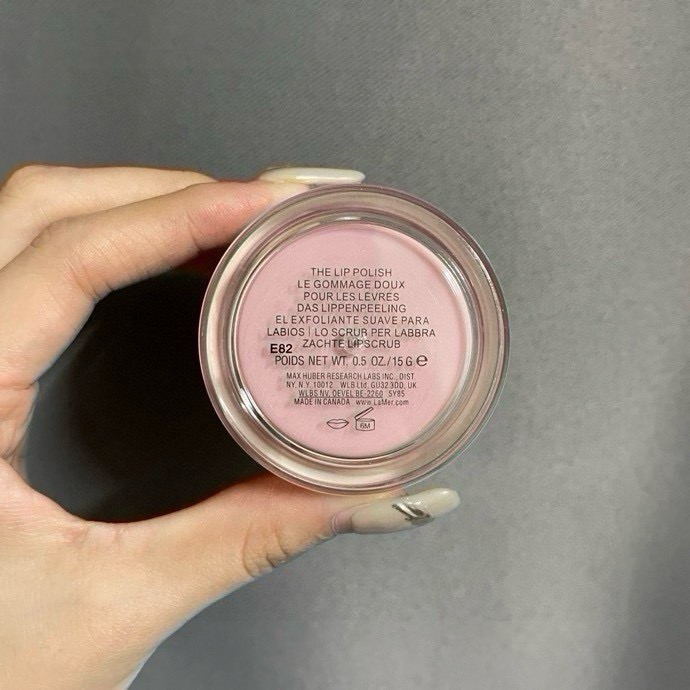 THE LIP POLISH
LE GOMMAGE DOUX
POUR LES LÈVRES
DAS LIPPENPEELING
EL EXFOLIANTE SUAVE PARA
LABIOS | LO SCRUB PER LABBRA
ZACHTE LIPSCRUB
E82
POIDS NET WT. 0.5 OZ./15 G ℮
MAX HUBER RESEARCH LABS INC., DIST.
NY, N.Y. 10012 WLB Ltd, GU32 3DD, UK
WLBS NV, OEVEL BE-2260 5Y85
MADE IN CANADA www.LaMer.com
6M